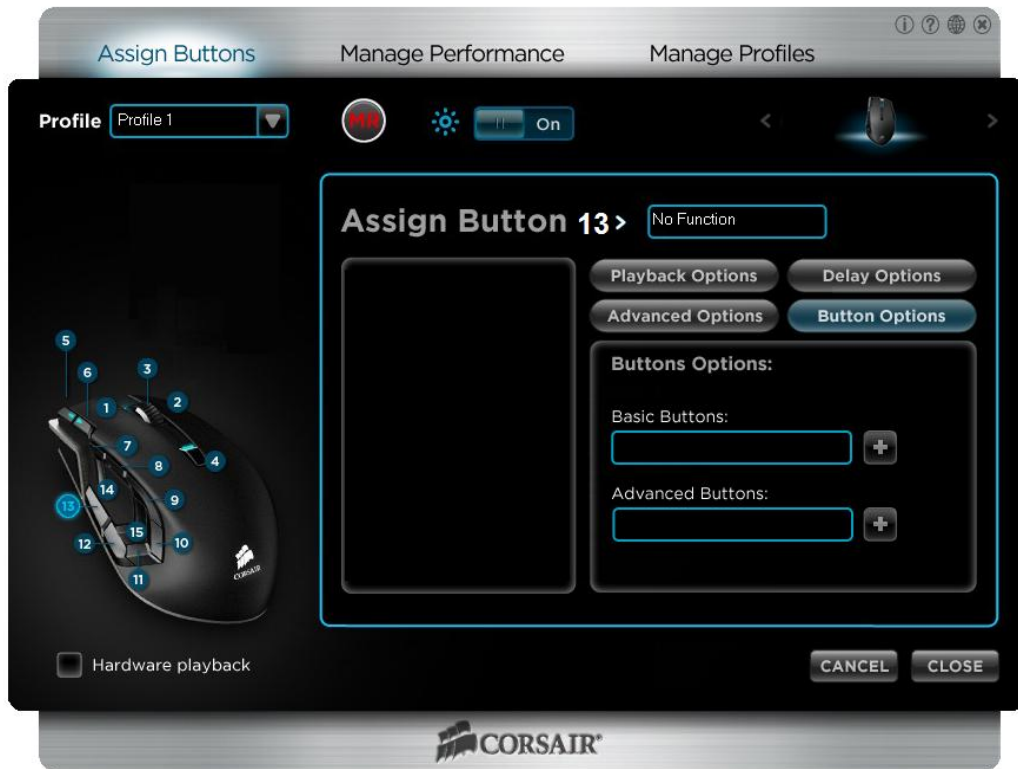 Assign Buttons Manage Performance Manage Profiles
Profile Profile 1 MR On
Assign Button 13> No Function
Playback Options Delay Options
Advanced Options Button Options
Buttons Options:
Basic Buttons:
+
Advanced Buttons:
+
5
6
3
1
2
7
8
4
14
9
13
15
12
10
11
CORSAIR
Hardware playback
CANCEL CLOSE
CORSAIR